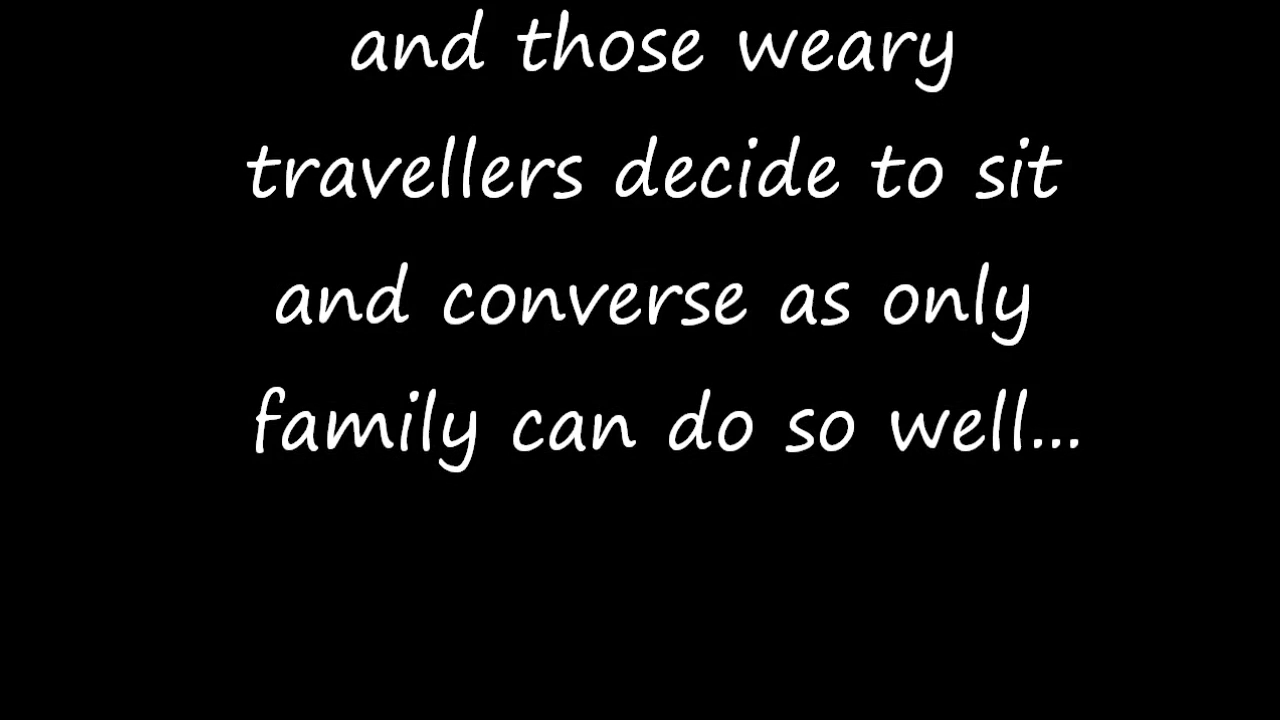 and those weary
travellers decide to sit
and converse as only
family can do so well...